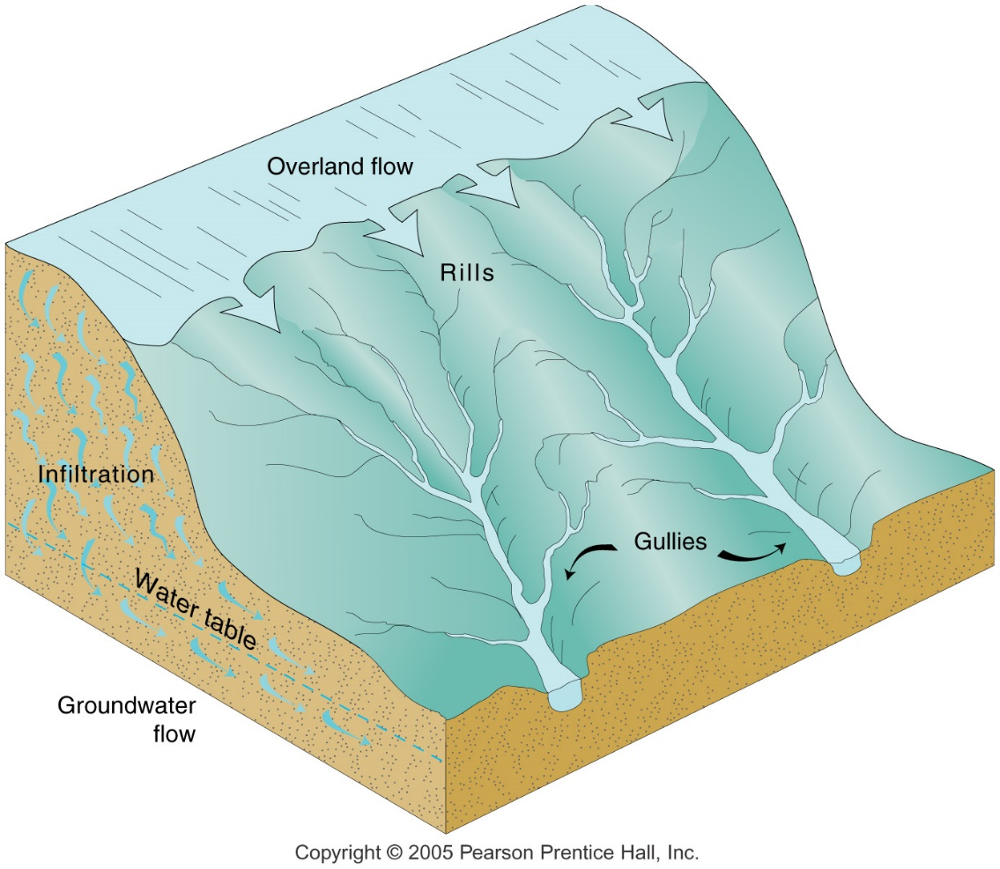 Overland flow
Rills
Infiltration
Gullies
Water table
Groundwater
flow
Copyright © 2005 Pearson Prentice Hall, Inc.